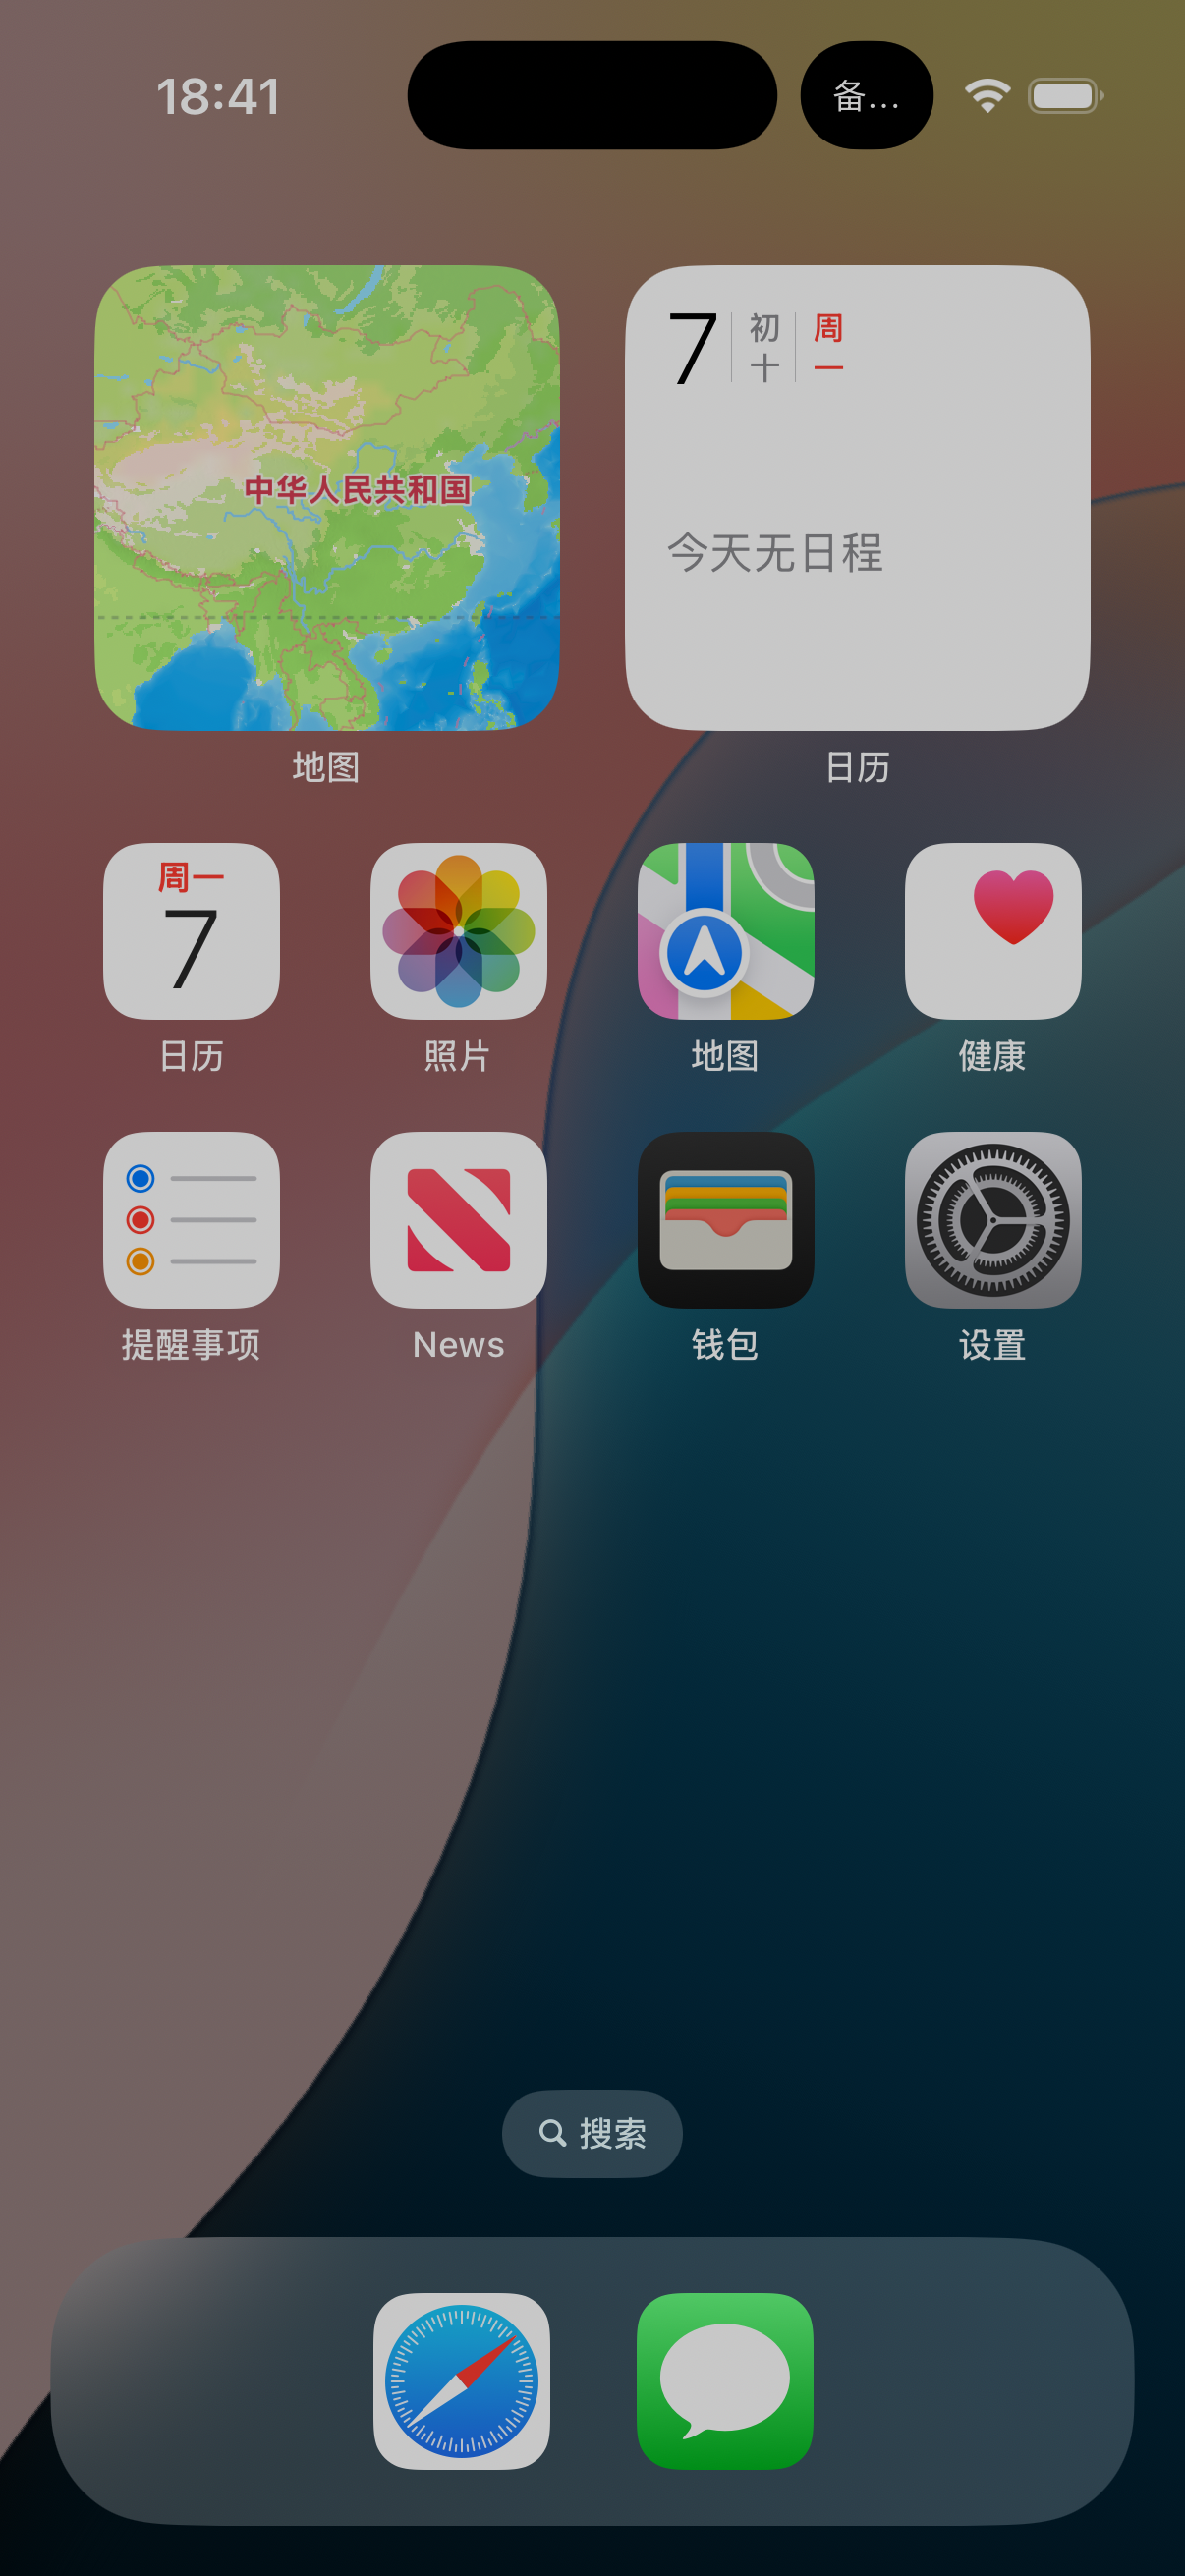 18:41
备...
中华人民共和国
7
初十
周一
今天无日程
地图
日历
周一
7
日历
照片
地图
健康
提醒事项
News
钱包
设置
搜索